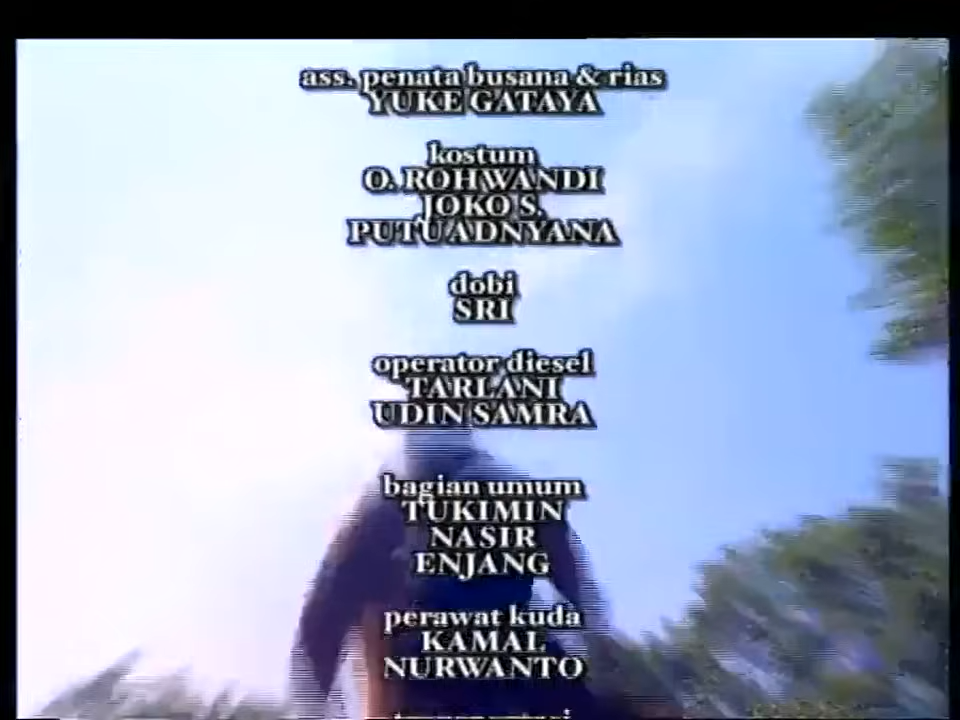 ass. penata busana & rias
YUKE GATAYA
kostum
O. ROHWANDI
JOKO S.
PUTU ADNYANA
dobi
SRI
operator diesel
TARLANI
UDIN SAMRA
bagian umum
TUKIMIN
NASIR
ENJANG
perawat kuda
KAMAL
NURWANTO